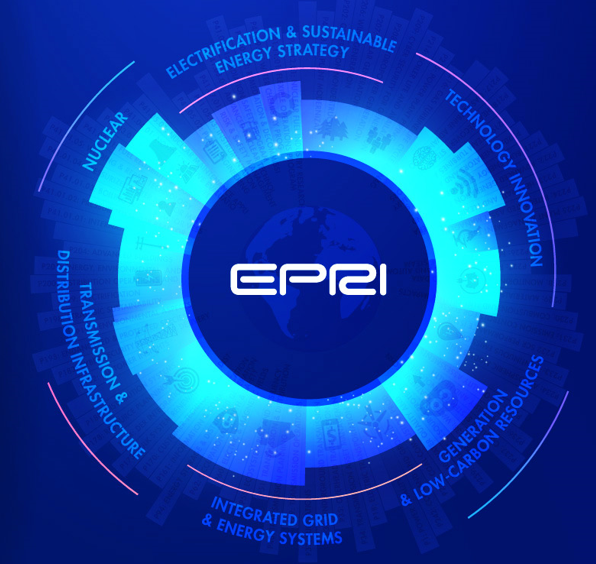 ELECTRIFICATION & SUSTAINABLE
ENERGY STRATEGY
TECHNOLOGY INNOVATION
GENERATION
& LOW-CARBON RESOURCES
INTEGRATED GRID
& ENERGY SYSTEMS
TRANSMISSION &
DISTRIBUTION INFRASTRUCTURE
NUCLEAR
EPRI